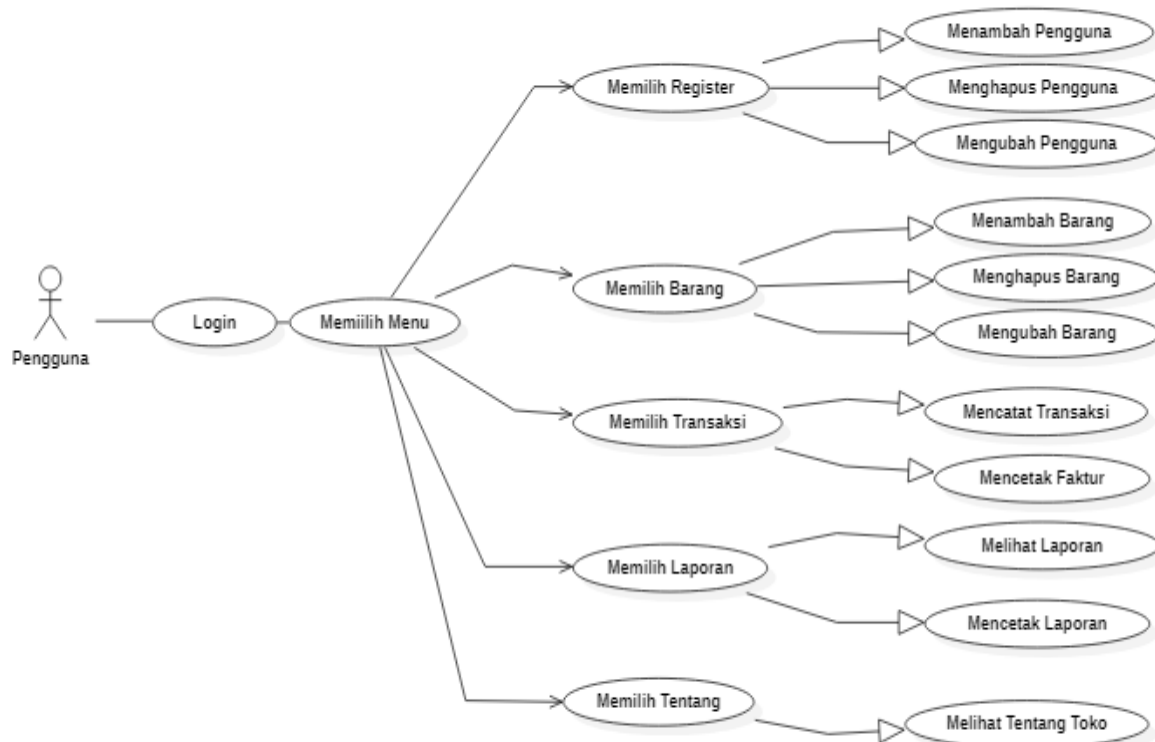 Menambah Pengguna
Memilih Register
Menghapus Pengguna
Mengubah Pengguna
Menambah Barang
Memilih Barang
Menghapus Barang
Mengubah Barang
Login
Memiilih Menu
Pengguna
Memilih Transaksi
Mencatat Transaksi
Mencetak Faktur
Memilih Laporan
Melihat Laporan
Mencetak Laporan
Memilih Tentang
Melihat Tentang Toko